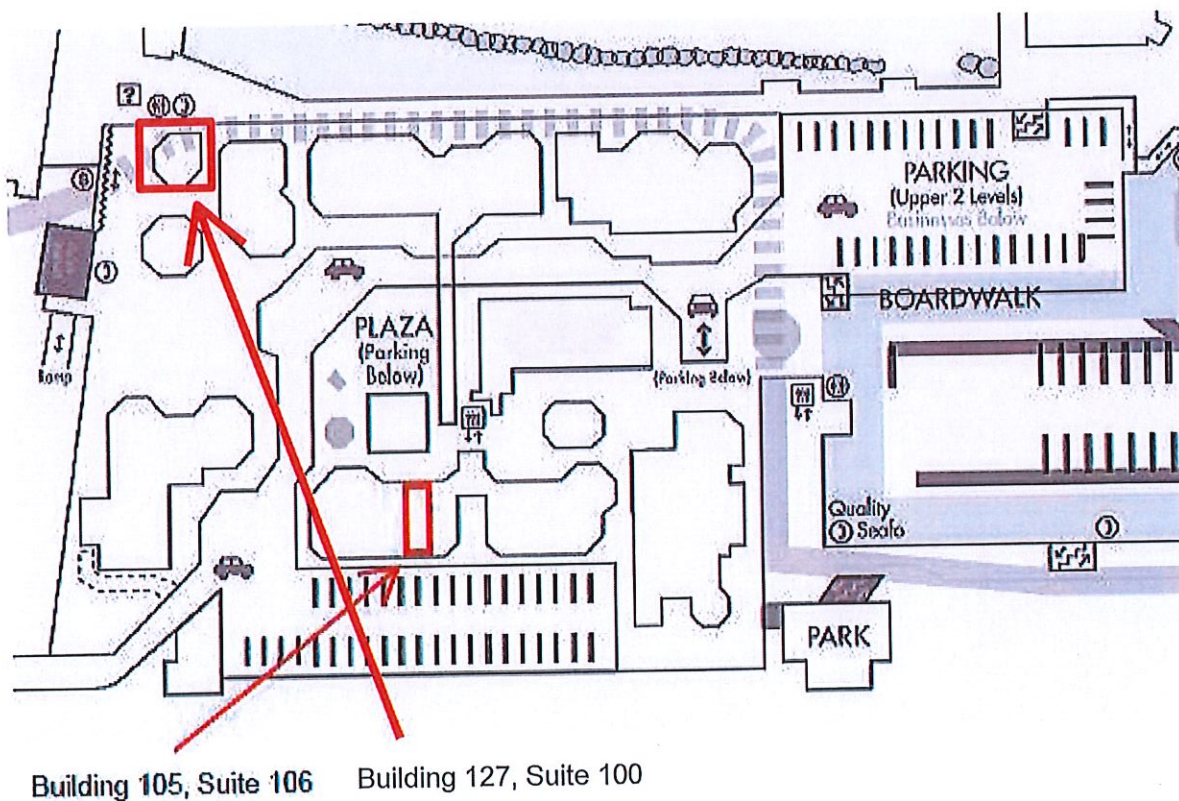 ?
PARKING
(Upper 2 Levels)
Businesses Below
BOARDWALK
PLAZA
(Parking
Below)
Ramp
(Parking Below)
Quality
Seafo
PARK
Building 105, Suite 106
Building 127, Suite 100